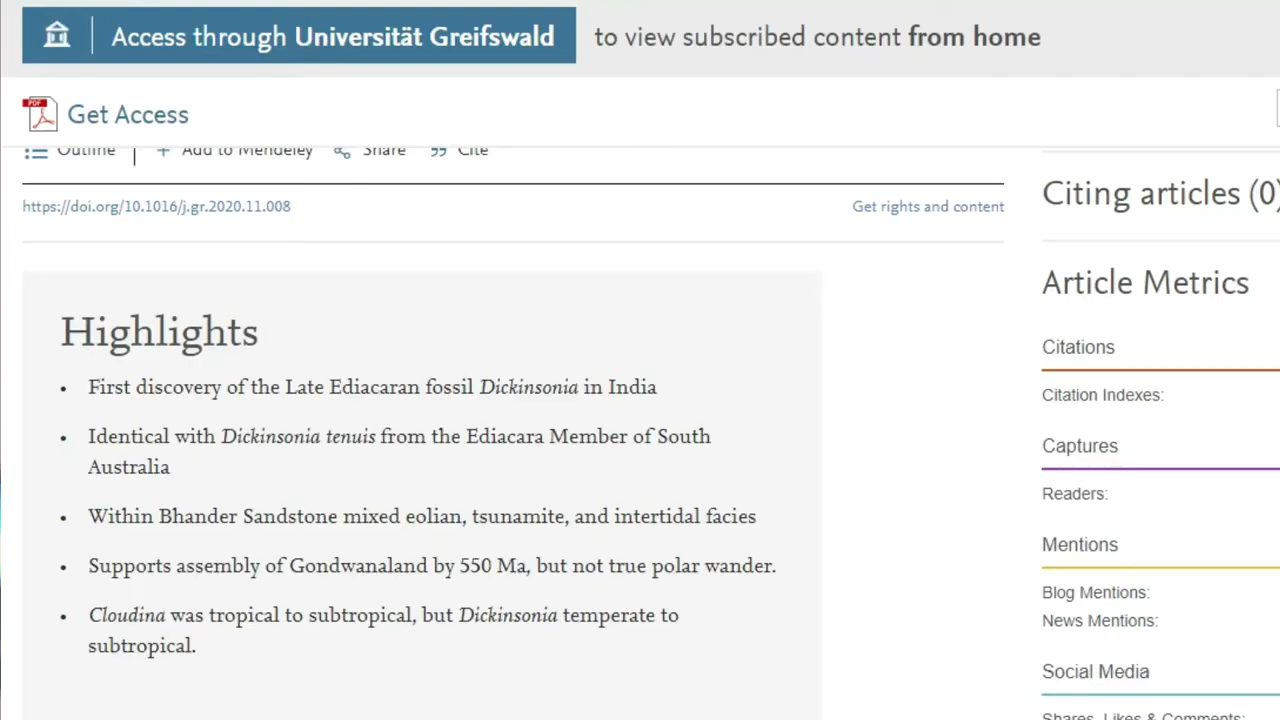 Access through Universität Greifswald to view subscribed content from home
Get Access
Outline | Add to Mendeley Share Cite
https://doi.org/10.1016/j.gr.2020.11.008 Get rights and content
Highlights
• First discovery of the Late Ediacaran fossil Dickinsonia in India
• Identical with Dickinsonia tenuis from the Ediacara Member of South
Australia
• Within Bhander Sandstone mixed eolian, tsunamite, and intertidal facies
• Supports assembly of Gondwanaland by 550 Ma, but not true polar wander.
• Cloudina was tropical to subtropical, but Dickinsonia temperate to
subtropical.
Citing articles (0)
Article Metrics
Citations
Citation Indexes:
Captures
Readers:
Mentions
Blog Mentions:
News Mentions:
Social Media
Shares, Likes & Comments: